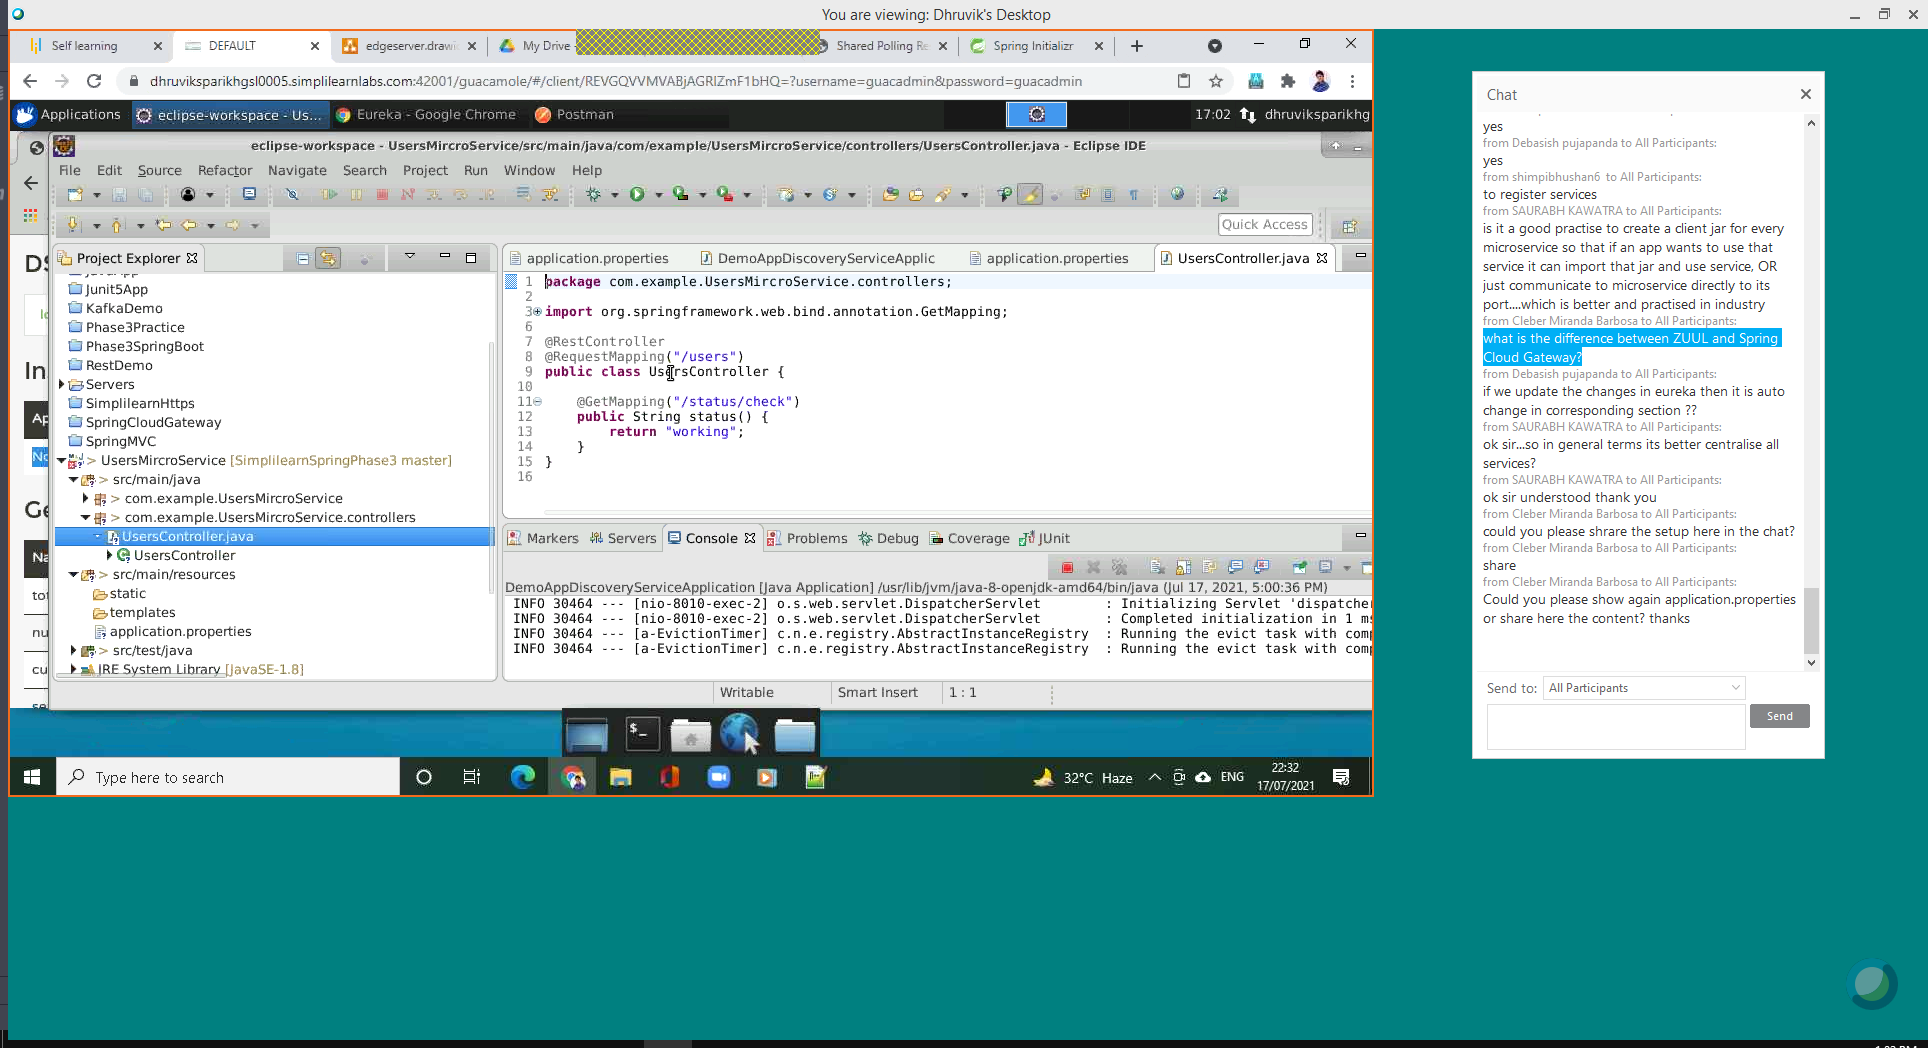 You are viewing: Dhruvik's Desktop
Self learning
DEFAULT
edgeserver.drawi
My Drive -
Shared Polling Re
Spring Initializr
dhruviksparikhgsl0005.simplilearnlabs.com:42001/guacamole/#/client/REVGQVVMVABjAGRIZmF1bHQ=?username=guacadmin&password=guacadmin
Applications
eclipse-workspace - Us...
Eureka - Google Chrome
Postman
17:02
dhruviksparikhg
eclipse-workspace - UsersMircroService/src/main/java/com/example/UsersMircroService/controllers/UsersController.java - Eclipse IDE
File Edit Source Refactor Navigate Search Project Run Window Help
Quick Access
Project Explorer
Junit5App
KafkaDemo
Phase3Practice
Phase3SpringBoot
RestDemo
Servers
SimplilearnHttps
SpringCloudGateway
SpringMVC
> UsersMircroService [SimplilearnSpringPhase3 master]
> src/main/java
> com.example.UsersMircroService
> com.example.UsersMircroService.controllers
UsersController.java
UsersController
> src/main/resources
static
templates
application.properties
> src/test/java
JRE System Library [JavaSE-1.8]
application.properties
DemoAppDiscoveryServiceApplic
application.properties
UsersController.java
1 package com.example.UsersMircroService.controllers;
2
3 import org.springframework.web.bind.annotation.GetMapping;
6
7 @RestController
8 @RequestMapping("/users")
9 public class UsersController {
10
11 @GetMapping("/status/check")
12 public String status() {
13 return "working";
14 }
15 }
16
Markers Servers Console Problems Debug Coverage JUnit
DemoAppDiscoveryServiceApplication [Java Application] /usr/lib/jvm/java-8-openjdk-amd64/bin/java (Jul 17, 2021, 5:00:36 PM)
INFO 30464 --- [nio-8010-exec-2] o.s.web.servlet.DispatcherServlet : Initializing Servlet 'dispatche
INFO 30464 --- [nio-8010-exec-2] o.s.web.servlet.DispatcherServlet : Completed initialization in 1 ms
INFO 30464 --- [a-EvictionTimer] c.n.e.registry.AbstractInstanceRegistry : Running the evict task with com
INFO 30464 --- [a-EvictionTimer] c.n.e.registry.AbstractInstanceRegistry : Running the evict task with com
Writable
Smart Insert
1 : 1
Type here to search
32°C Haze
ENG
22:32
17/07/2021
Chat
yes
from Debasish pujapanda to All Participants:
yes
from shimpibhushan6 to All Participants:
to register services
from SAURABH KAWATRA to All Participants:
is it a good practise to create a client jar for every
microservice so that if an app wants to use that
service it can import that jar and use service, OR
just communicate to microservice directly to its
port....which is better and practised in industry
from Cleber Miranda Barbosa to All Participants:
what is the difference between ZUUL and Spring
Cloud Gateway?
from Debasish pujapanda to All Participants:
if we update the changes in eureka then it is auto
change in corresponding section ??
from SAURABH KAWATRA to All Participants:
ok sir...so in general terms its better centralise all
services?
from SAURABH KAWATRA to All Participants:
ok sir understood thank you
from Cleber Miranda Barbosa to All Participants:
could you please shrare the setup here in the chat?
from Cleber Miranda Barbosa to All Participants:
share
from Cleber Miranda Barbosa to All Participants:
Could you please show again application.properties
or share here the content? thanks
Send to: All Participants
Send